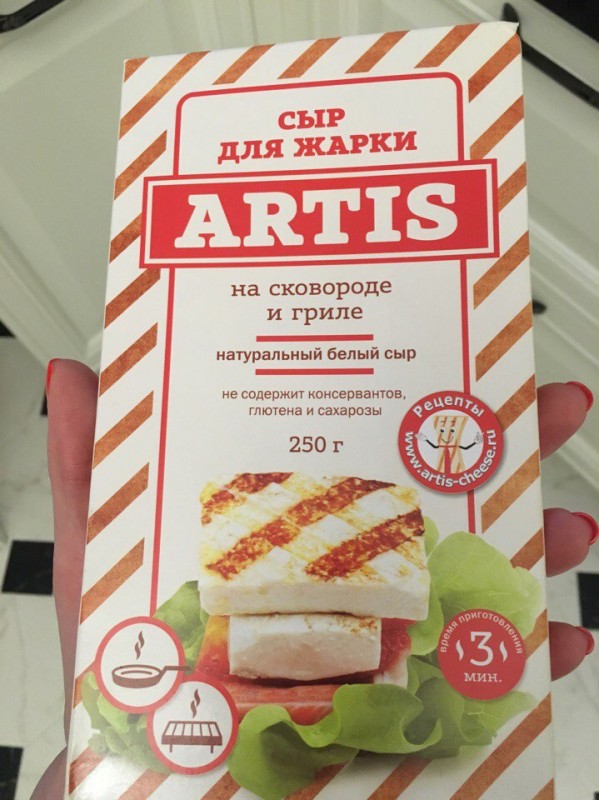 СЫР
ДЛЯ ЖАРКИ
ARTIS
на сковороде
и гриле
натуральный белый сыр
не содержит консервантов,
глютена и сахарозы
250 г
Рецепты
www.artis-cheese.ru
время приготовления
3
МИН.